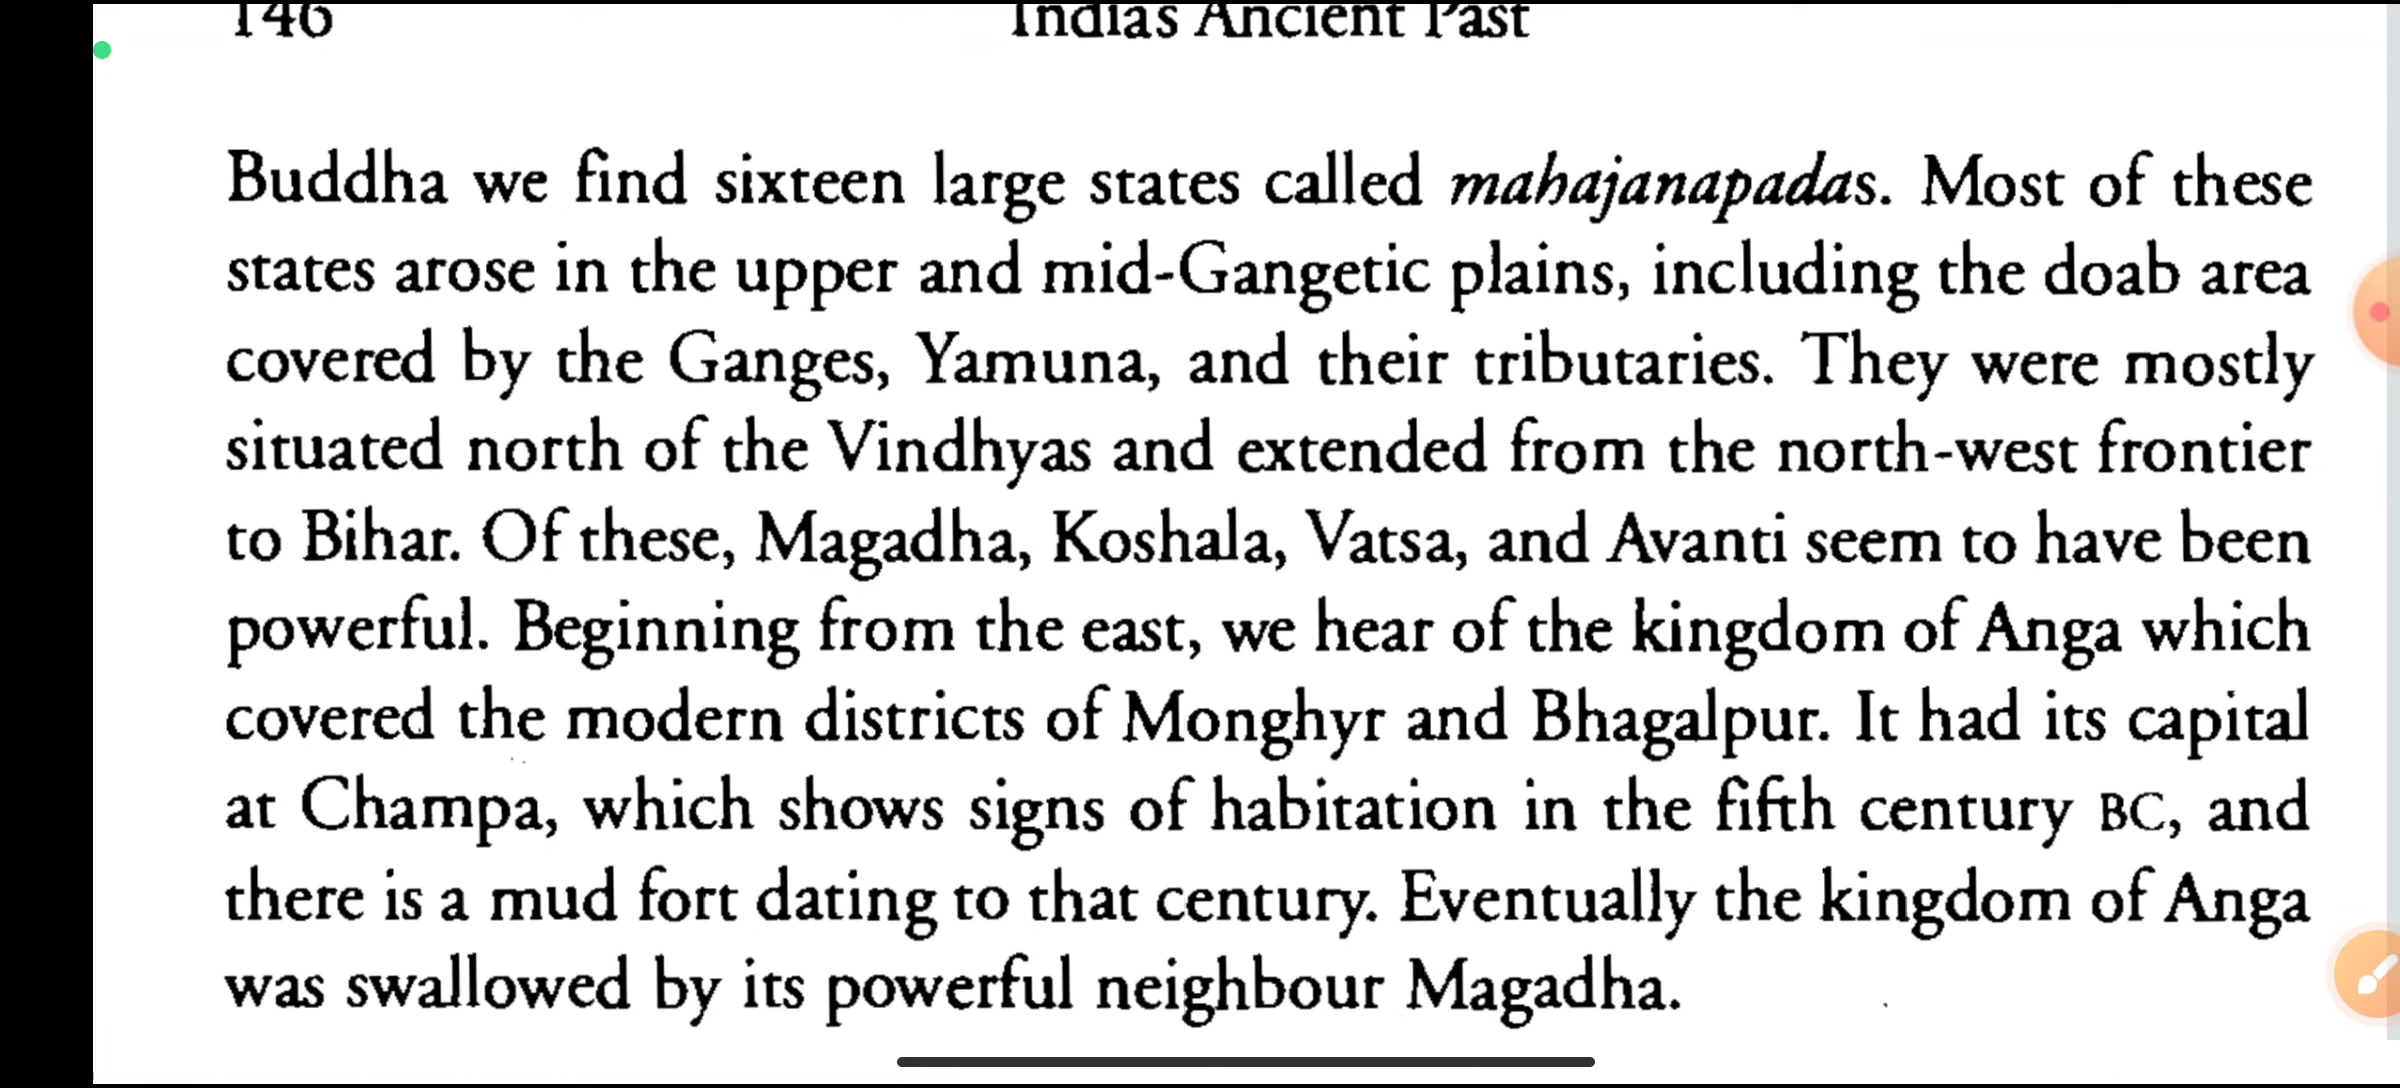 146 Indias Ancient Past
Buddha we find sixteen large states called mahajanapadas. Most of these
states arose in the upper and mid-Gangetic plains, including the doab area
covered by the Ganges, Yamuna, and their tributaries. They were mostly
situated north of the Vindhyas and extended from the north-west frontier
to Bihar. Of these, Magadha, Koshala, Vatsa, and Avanti seem to have been
powerful. Beginning from the east, we hear of the kingdom of Anga which
covered the modern districts of Monghyr and Bhagalpur. It had its capital
at Champa, which shows signs of habitation in the fifth century BC, and
there is a mud fort dating to that century. Eventually the kingdom of Anga
was swallowed by its powerful neighbour Magadha.